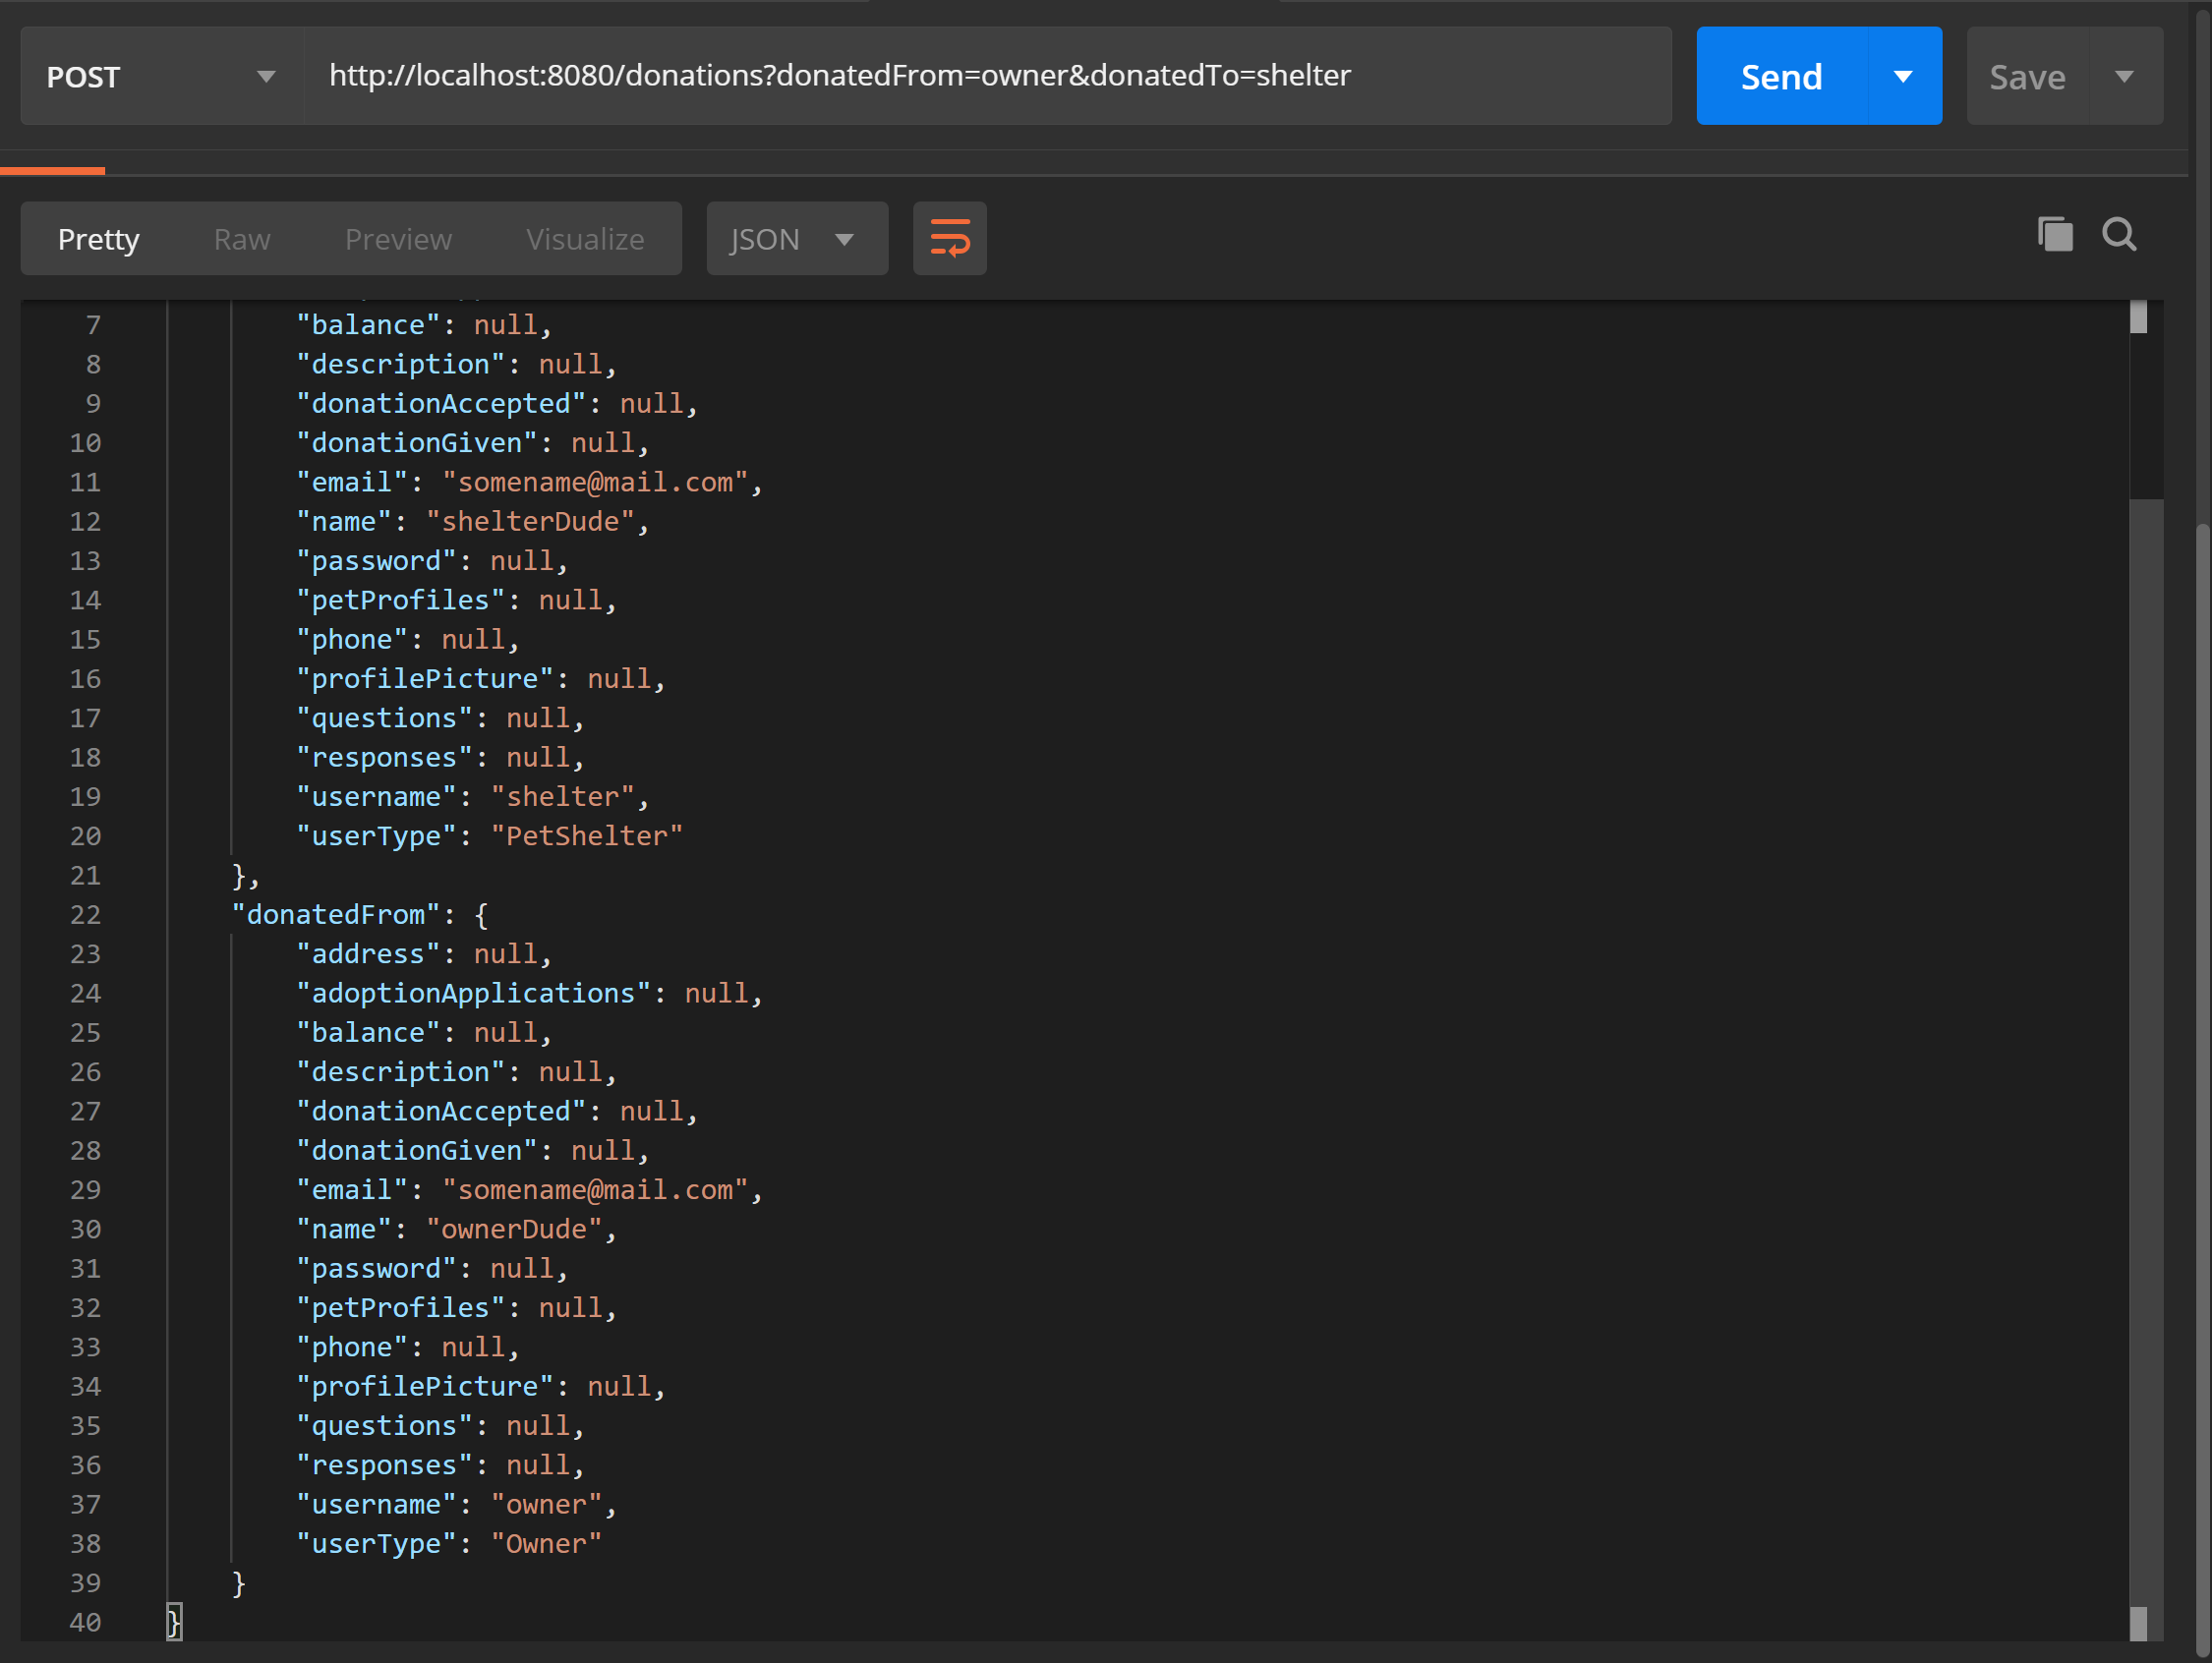 POST http://localhost:8080/donations?donatedFrom=owner&donatedTo=shelter Send Save
Pretty Raw Preview Visualize JSON
7 "balance": null,
8 "description": null,
9 "donationAccepted": null,
10 "donationGiven": null,
11 "email": "somename@mail.com",
12 "name": "shelterDude",
13 "password": null,
14 "petProfiles": null,
15 "phone": null,
16 "profilePicture": null,
17 "questions": null,
18 "responses": null,
19 "username": "shelter",
20 "userType": "PetShelter"
21 },
22 "donatedFrom": {
23 "address": null,
24 "adoptionApplications": null,
25 "balance": null,
26 "description": null,
27 "donationAccepted": null,
28 "donationGiven": null,
29 "email": "somename@mail.com",
30 "name": "ownerDude",
31 "password": null,
32 "petProfiles": null,
33 "phone": null,
34 "profilePicture": null,
35 "questions": null,
36 "responses": null,
37 "username": "owner",
38 "userType": "Owner"
39 }
40 }